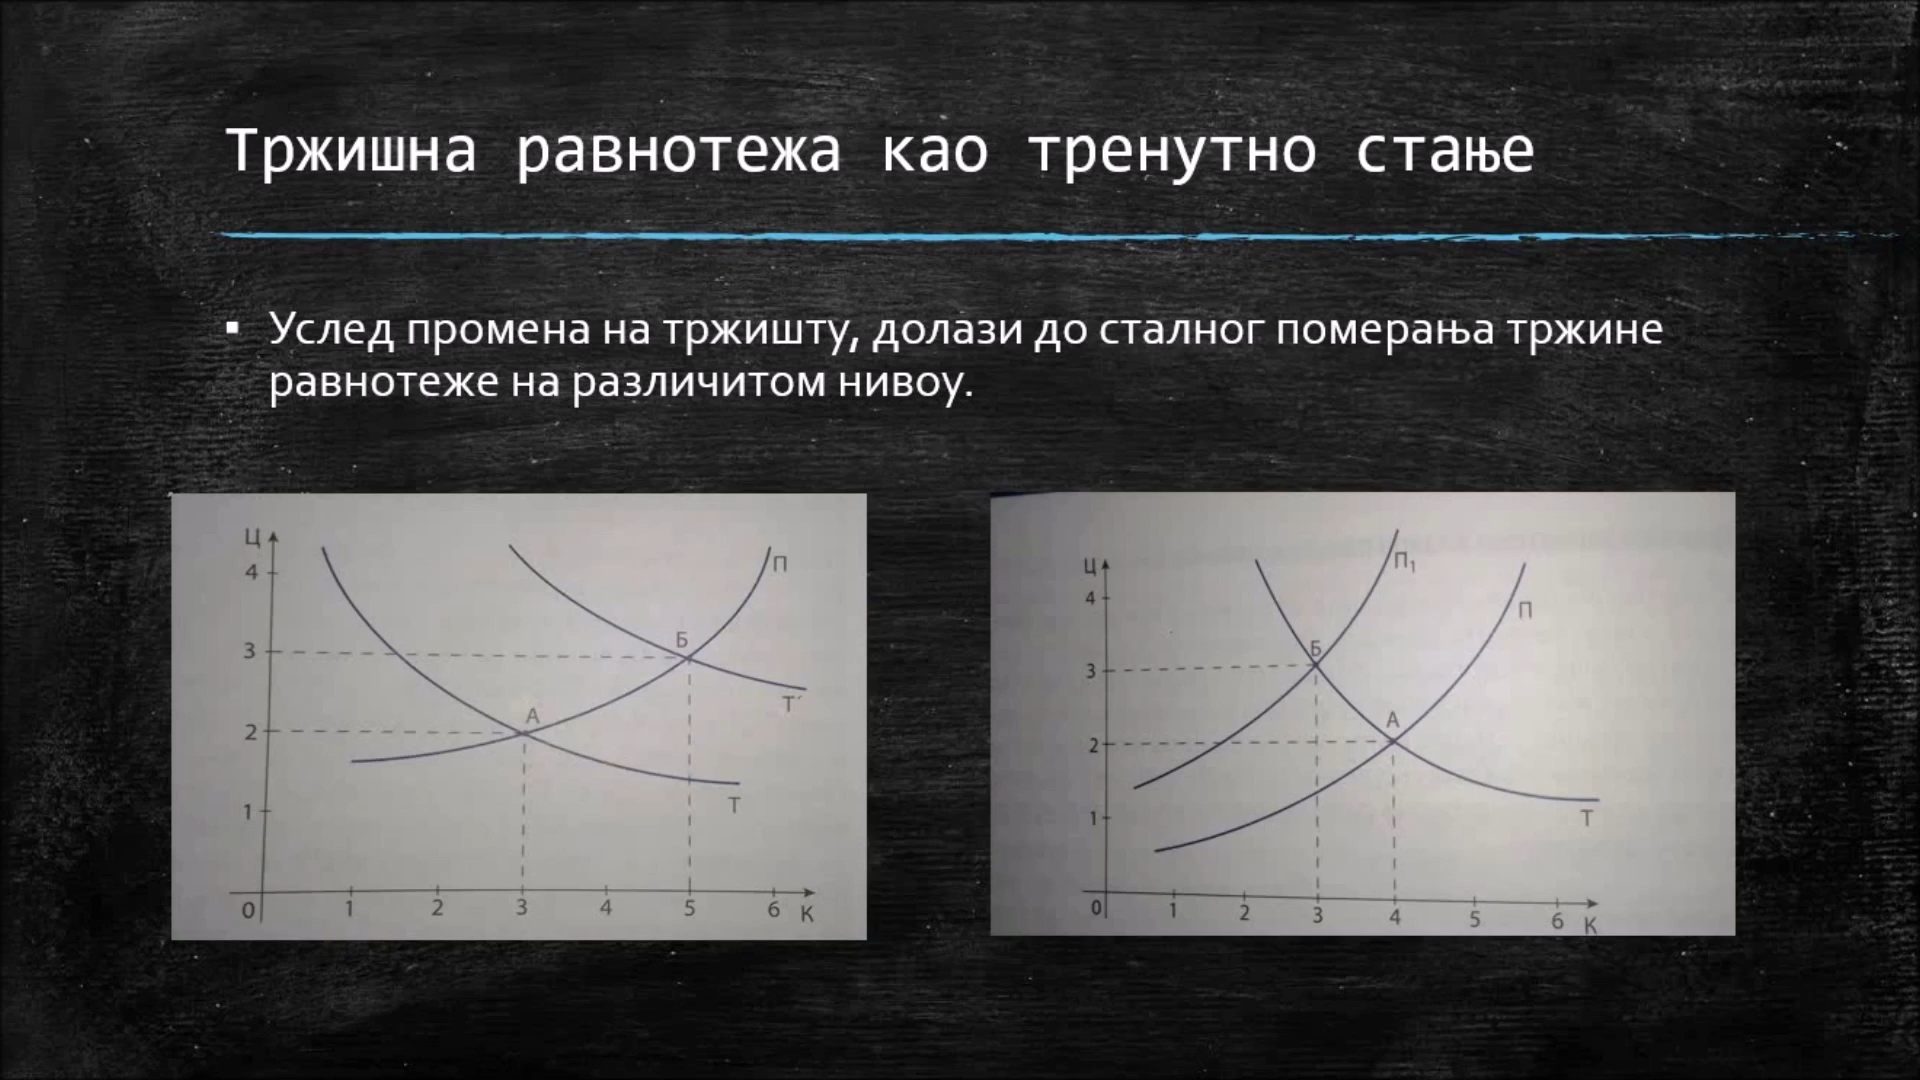 Тржишна равнотежа као тренутно стање
▪ Услед промена на тржишту, долази до сталног померања тржине
равнотеже на различитом нивоу.
Ц
4
3
2
1
0
1 2 3 4 5 6 К
А
Б
П
Т´
Т
Ц
4
3
2
1
0
1 2 3 4 5 6 К
П₁
П
Б
А
Т